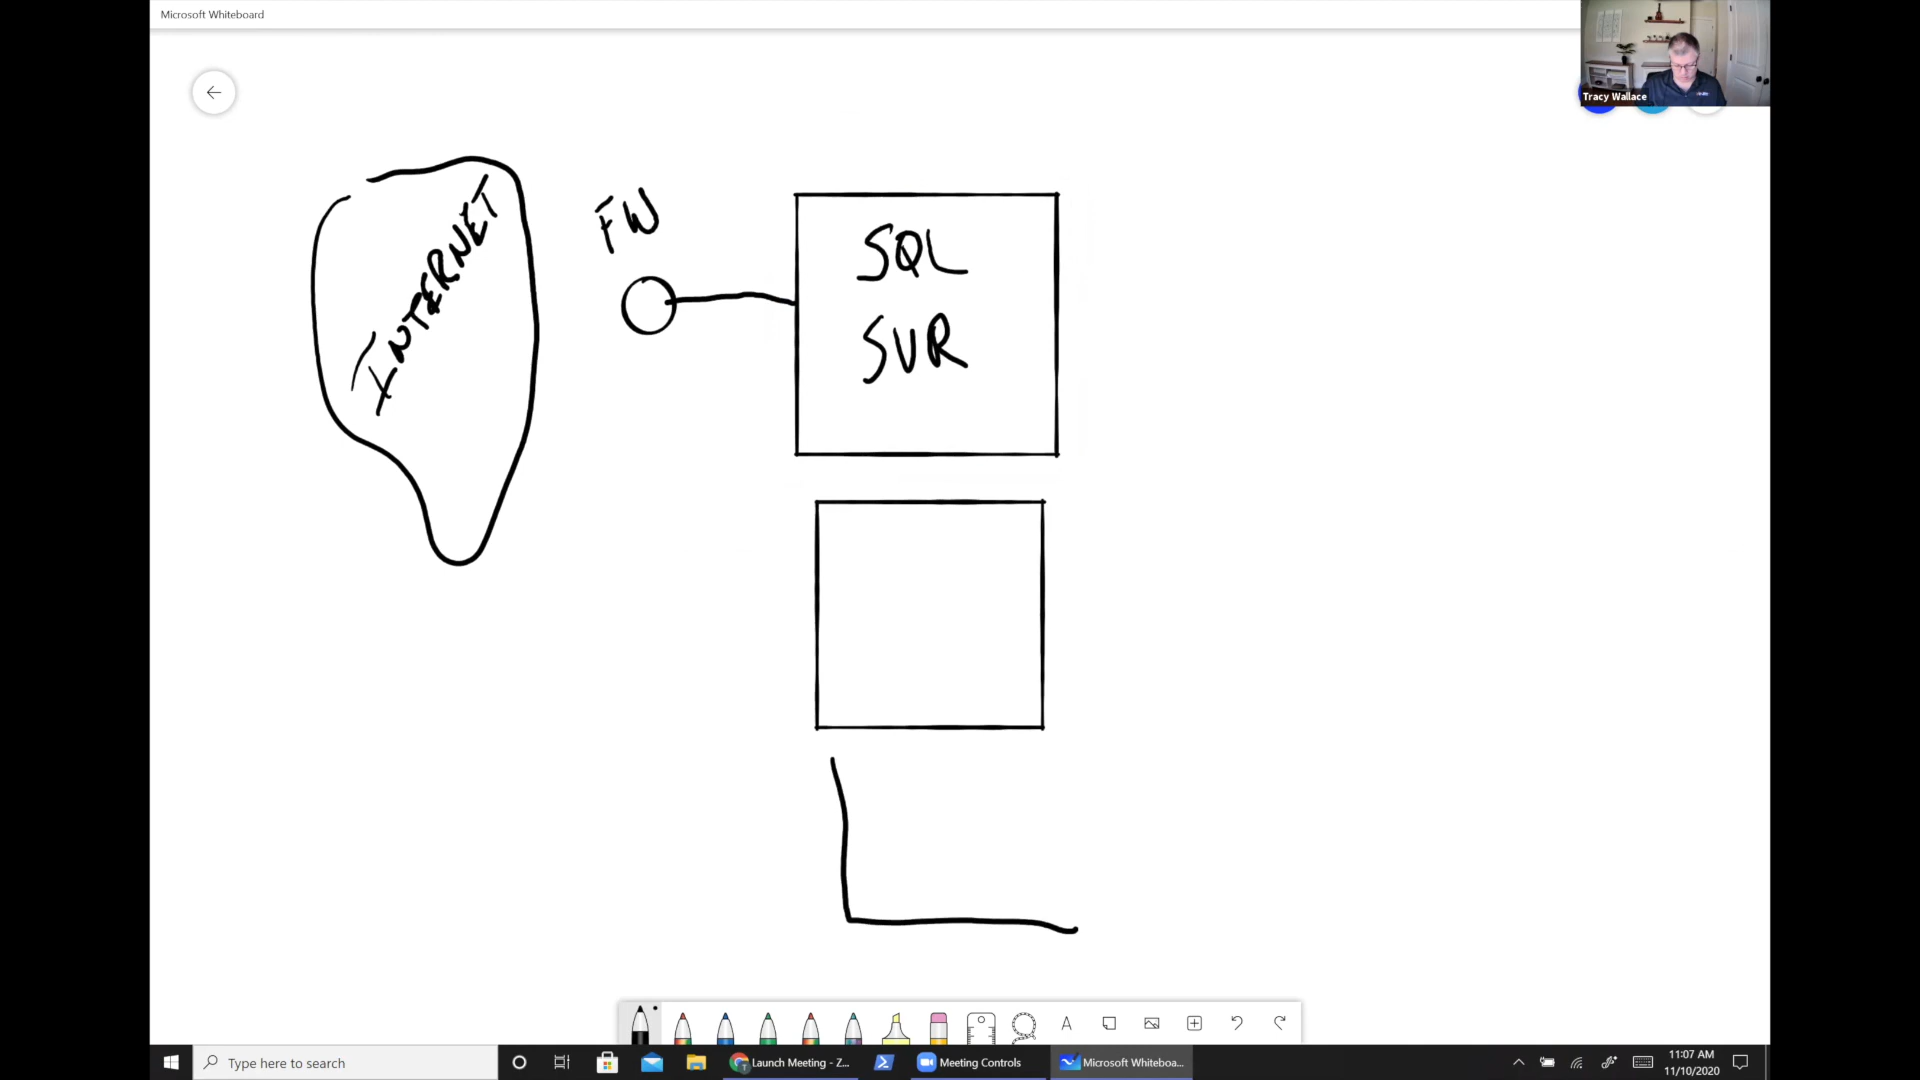 Microsoft Whiteboard
Tracy Wallace
INTERNET
FW
SQL
SVR
A
Type here to search
Launch Meeting - Z...
Meeting Controls
Microsoft Whiteboa...
11:07 AM
11/10/2020